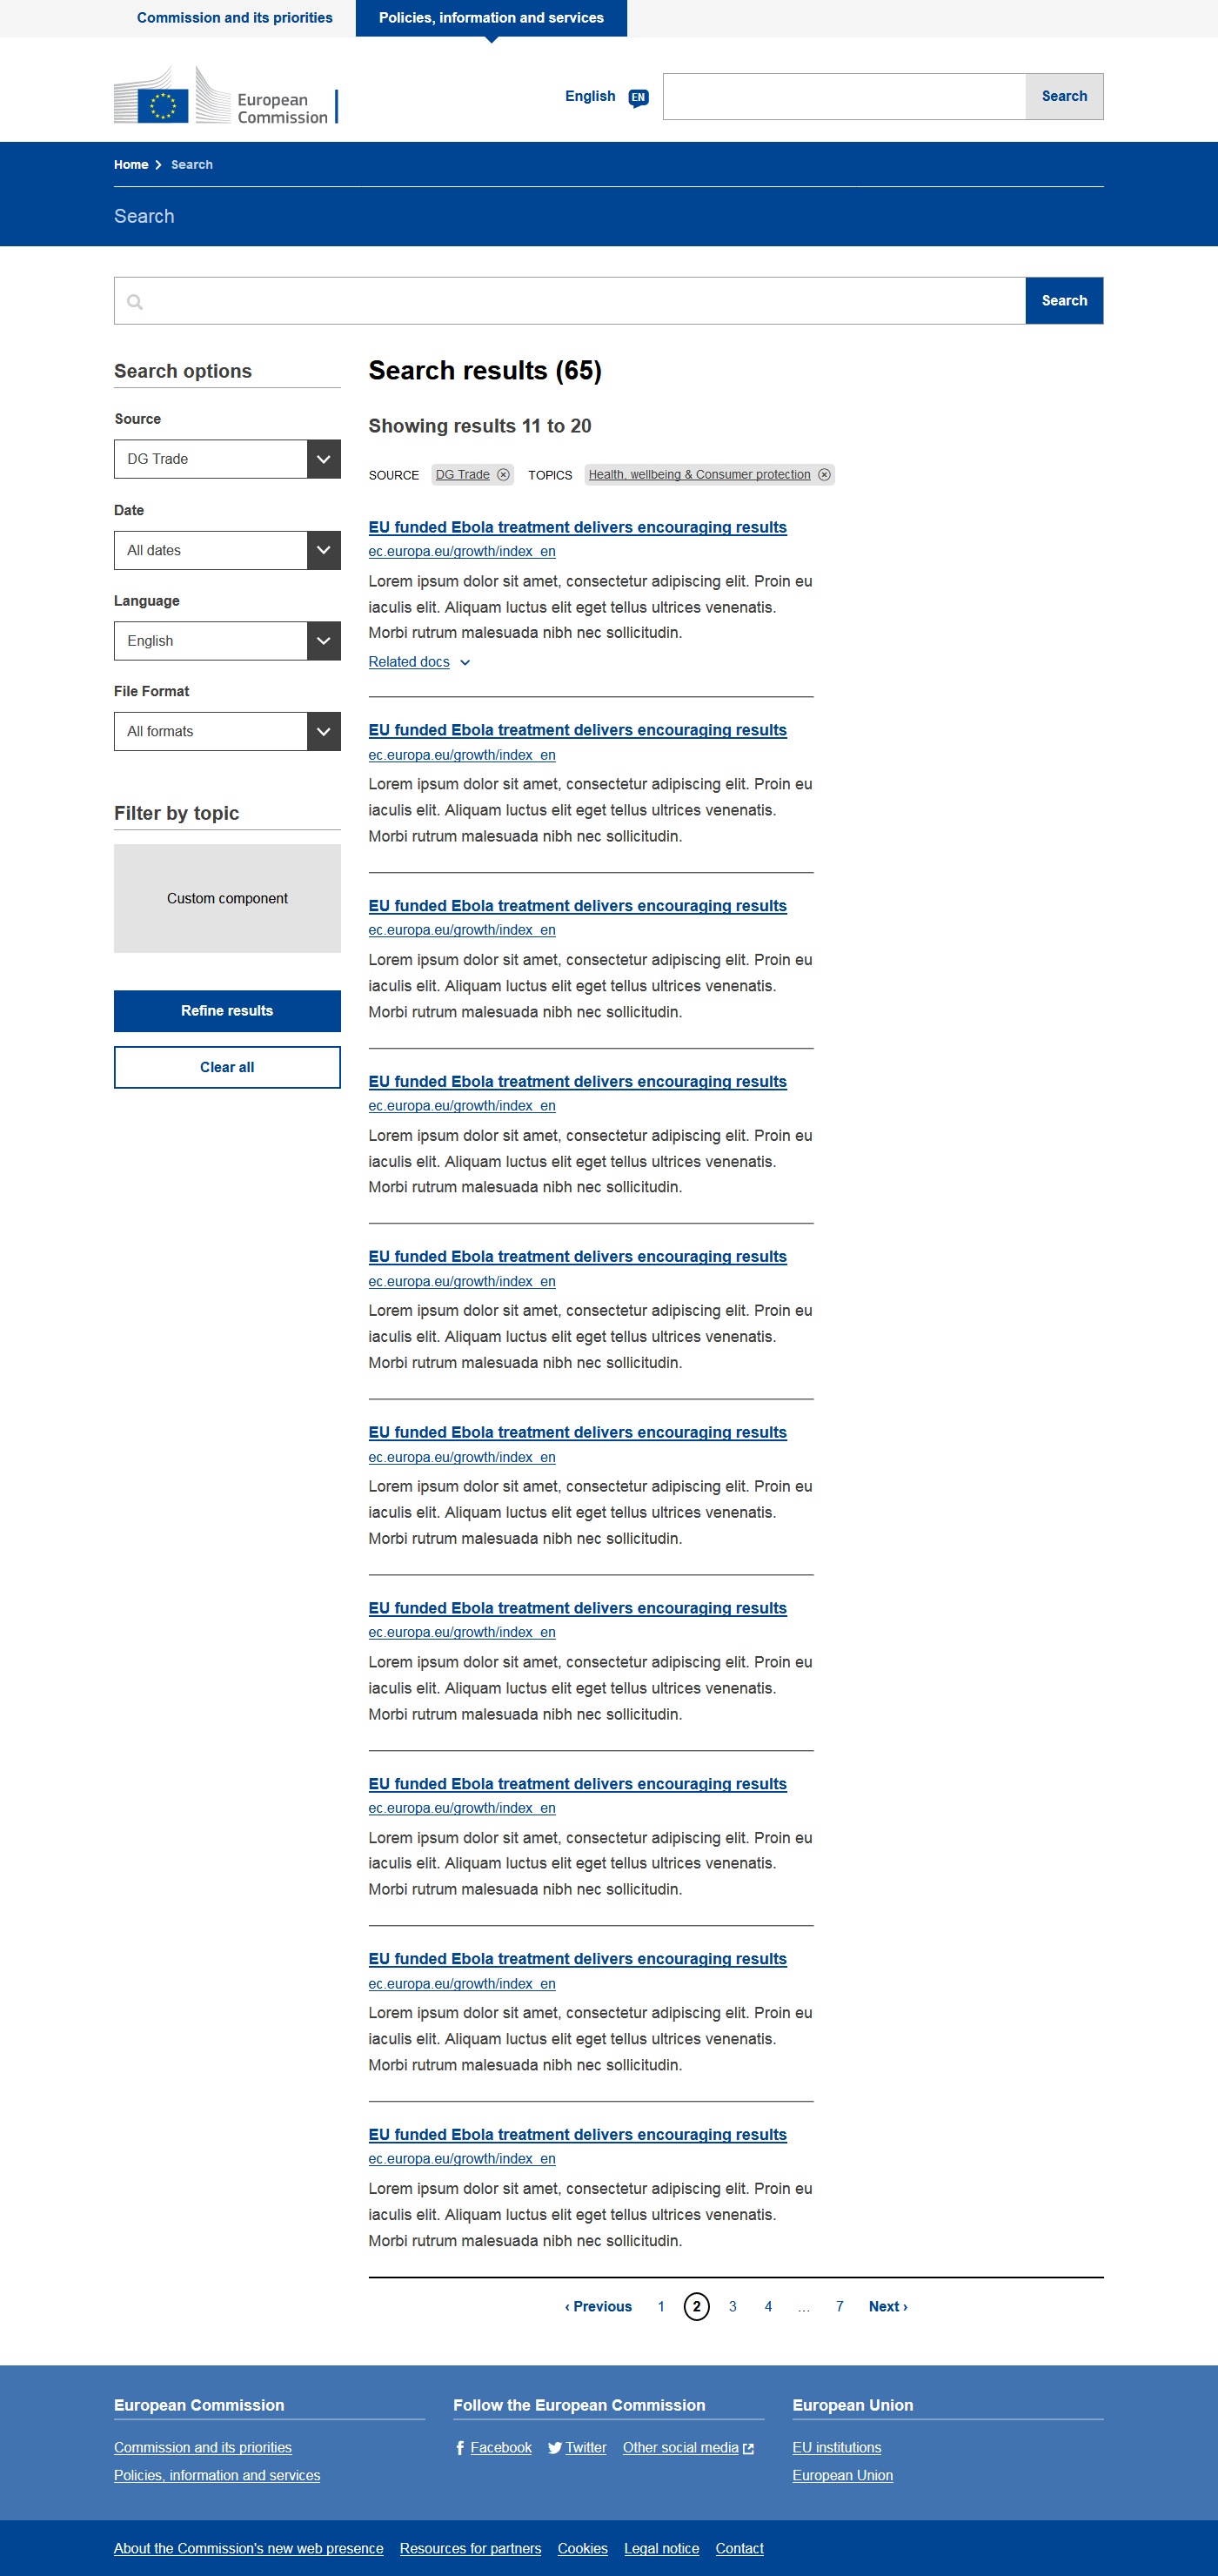 Commission and its priorities
Policies, information and services
European
Commission
English
EN
Search
Home
Search
Search
Search
Search options
Source
DG Trade
Date
All dates
Language
English
File Format
All formats
Filter by topic
Custom component
Refine results
Clear all
Search results (65)
Showing results 11 to 20
SOURCE DG Trade TOPICS Health, wellbeing & Consumer protection
EU funded Ebola treatment delivers encouraging results
ec.europa.eu/growth/index_en
Lorem ipsum dolor sit amet, consectetur adipiscing elit. Proin eu
iaculis elit. Aliquam luctus elit eget tellus ultrices venenatis.
Morbi rutrum malesuada nibh nec sollicitudin.
Related docs
EU funded Ebola treatment delivers encouraging results
ec.europa.eu/growth/index_en
Lorem ipsum dolor sit amet, consectetur adipiscing elit. Proin eu
iaculis elit. Aliquam luctus elit eget tellus ultrices venenatis.
Morbi rutrum malesuada nibh nec sollicitudin.
EU funded Ebola treatment delivers encouraging results
ec.europa.eu/growth/index_en
Lorem ipsum dolor sit amet, consectetur adipiscing elit. Proin eu
iaculis elit. Aliquam luctus elit eget tellus ultrices venenatis.
Morbi rutrum malesuada nibh nec sollicitudin.
EU funded Ebola treatment delivers encouraging results
ec.europa.eu/growth/index_en
Lorem ipsum dolor sit amet, consectetur adipiscing elit. Proin eu
iaculis elit. Aliquam luctus elit eget tellus ultrices venenatis.
Morbi rutrum malesuada nibh nec sollicitudin.
EU funded Ebola treatment delivers encouraging results
ec.europa.eu/growth/index_en
Lorem ipsum dolor sit amet, consectetur adipiscing elit. Proin eu
iaculis elit. Aliquam luctus elit eget tellus ultrices venenatis.
Morbi rutrum malesuada nibh nec sollicitudin.
EU funded Ebola treatment delivers encouraging results
ec.europa.eu/growth/index_en
Lorem ipsum dolor sit amet, consectetur adipiscing elit. Proin eu
iaculis elit. Aliquam luctus elit eget tellus ultrices venenatis.
Morbi rutrum malesuada nibh nec sollicitudin.
EU funded Ebola treatment delivers encouraging results
ec.europa.eu/growth/index_en
Lorem ipsum dolor sit amet, consectetur adipiscing elit. Proin eu
iaculis elit. Aliquam luctus elit eget tellus ultrices venenatis.
Morbi rutrum malesuada nibh nec sollicitudin.
EU funded Ebola treatment delivers encouraging results
ec.europa.eu/growth/index_en
Lorem ipsum dolor sit amet, consectetur adipiscing elit. Proin eu
iaculis elit. Aliquam luctus elit eget tellus ultrices venenatis.
Morbi rutrum malesuada nibh nec sollicitudin.
EU funded Ebola treatment delivers encouraging results
ec.europa.eu/growth/index_en
Lorem ipsum dolor sit amet, consectetur adipiscing elit. Proin eu
iaculis elit. Aliquam luctus elit eget tellus ultrices venenatis.
Morbi rutrum malesuada nibh nec sollicitudin.
EU funded Ebola treatment delivers encouraging results
ec.europa.eu/growth/index_en
Lorem ipsum dolor sit amet, consectetur adipiscing elit. Proin eu
iaculis elit. Aliquam luctus elit eget tellus ultrices venenatis.
Morbi rutrum malesuada nibh nec sollicitudin.
‹ Previous 1 2 3 4 … 7 Next ›
European Commission
Commission and its priorities
Policies, information and services
Follow the European Commission
Facebook Twitter Other social media
European Union
EU institutions
European Union
About the Commission's new web presence Resources for partners Cookies Legal notice Contact